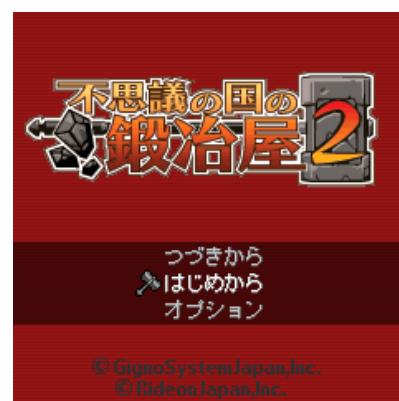 不思議の国の
鍛冶屋2
つづきから
はじめから
オプション
©GignoSystemJapan,Inc.
©RideonJapan,Inc.